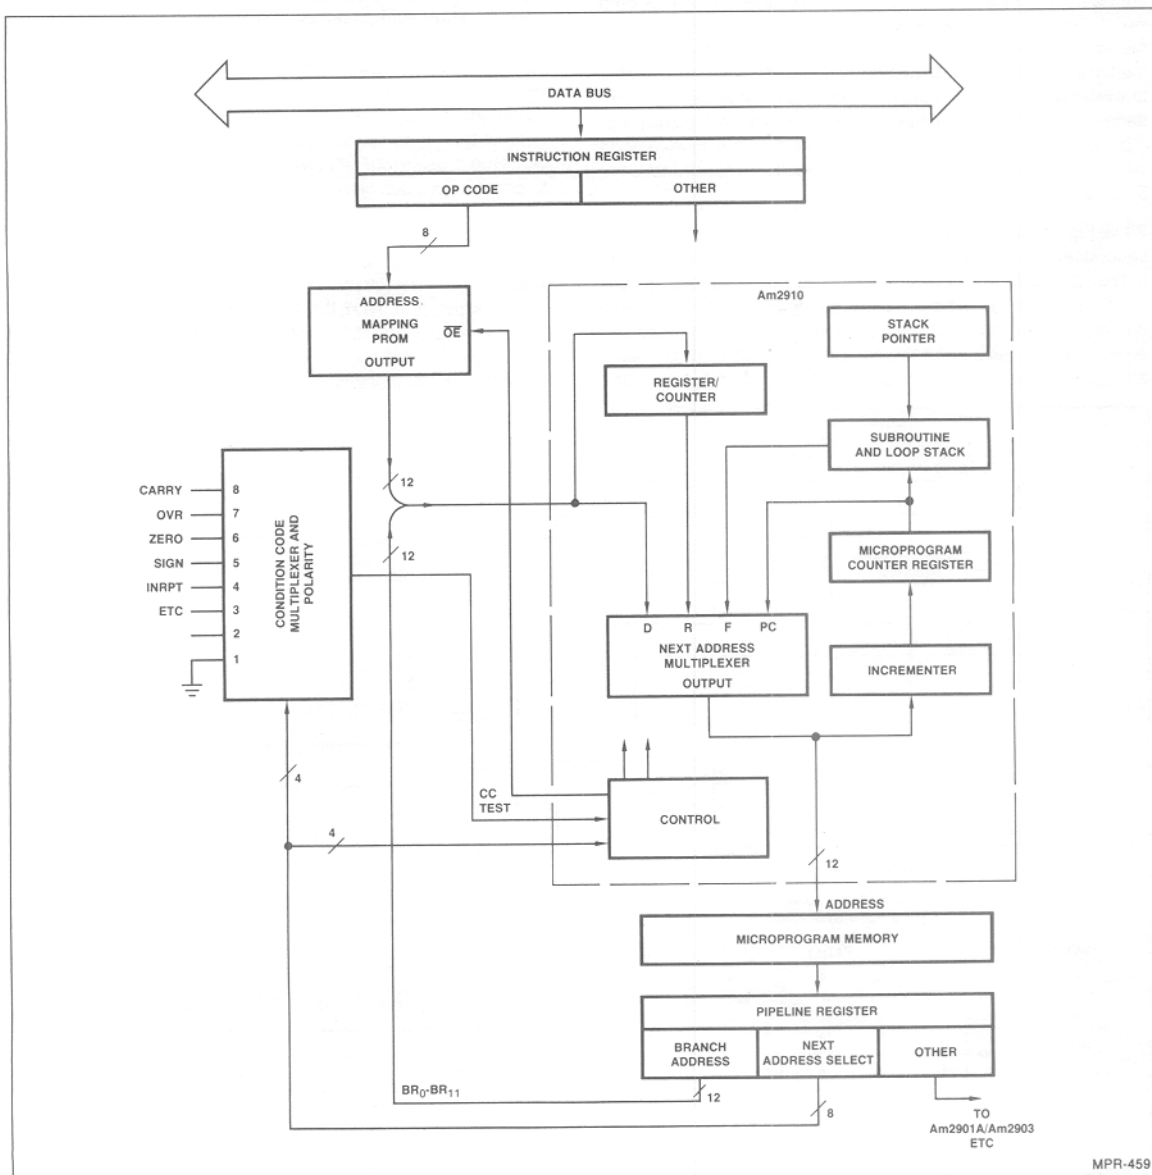 DATA BUS
INSTRUCTION REGISTER
OP CODE
OTHER
8
ADDRESS
MAPPING
PROM
OE
OUTPUT
Am2910
STACK
POINTER
REGISTER/
COUNTER
SUBROUTINE
AND LOOP STACK
12
CARRY
8
OVR
7
ZERO
6
SIGN
5
INRPT
4
ETC
3
2
1
CONDITION CODE
MULTIPLEXER AND
POLARITY
12
MICROPROGRAM
COUNTER REGISTER
D R F PC
NEXT ADDRESS
MULTIPLEXER
OUTPUT
INCREMENTER
4
CC
TEST
4
CONTROL
12
ADDRESS
MICROPROGRAM MEMORY
PIPELINE REGISTER
BRANCH
ADDRESS
NEXT
ADDRESS SELECT
OTHER
BR0-BR11
12
8
TO
Am2901A/Am2903
ETC
MPR-459